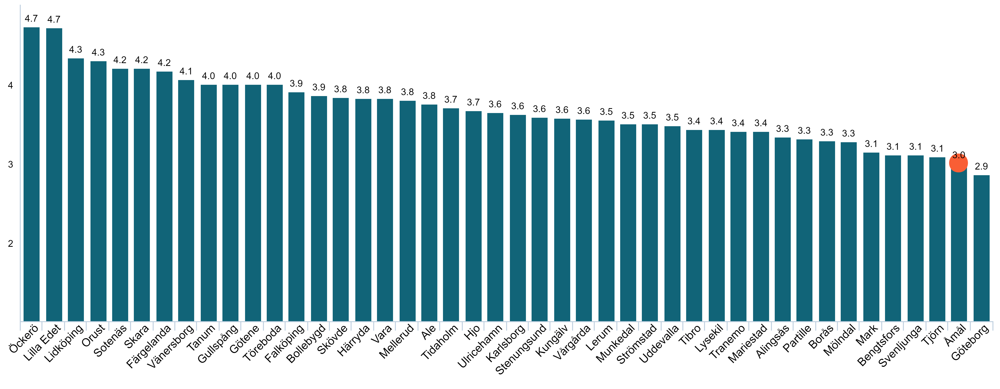 4.7 4.7 4.3 4.3 4.2 4.2 4.2 4.1 4.0 4.0 4.0 4.0 3.9 3.9 3.8 3.8 3.8 3.8 3.8 3.7 3.7 3.6 3.6 3.6 3.6 3.6 3.5 3.5 3.5 3.5 3.4 3.4 3.4 3.4 3.3 3.3 3.3 3.3 3.1 3.1 3.1 3.1 3.0 2.9
4
3
2
Öckerö
Lilla Edet
Lidköping
Orust
Sotenäs
Skara
Färgelanda
Vänersborg
Tanum
Gullspång
Götene
Töreboda
Falköping
Bollebygd
Skövde
Härryda
Vara
Mellerud
Ale
Tidaholm
Hjo
Ulricehamn
Karlsborg
Stenungsund
Kungälv
Vårgårda
Lerum
Munkedal
Strömstad
Uddevalla
Tibro
Lysekil
Tranemo
Mariestad
Alingsås
Partille
Borås
Mölndal
Mark
Bengtsfors
Svenljunga
Tjörn
Åmål
Göteborg